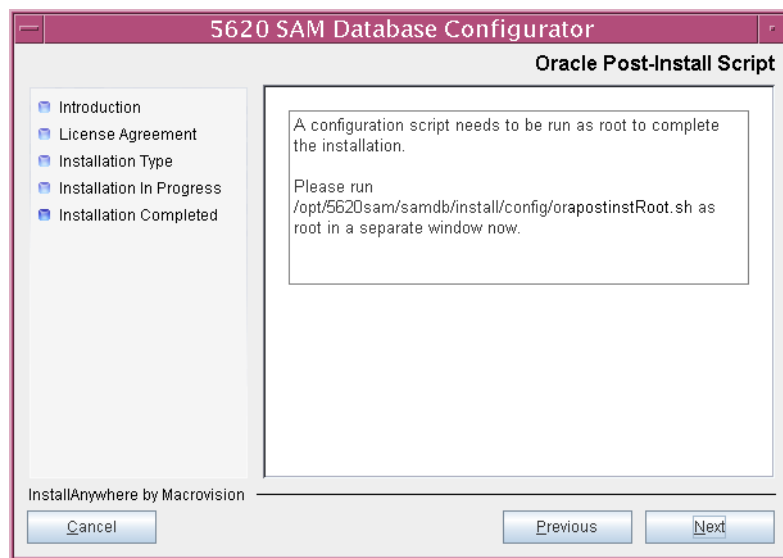 5620 SAM Database Configurator
Oracle Post-Install Script
Introduction
License Agreement
Installation Type
Installation In Progress
Installation Completed
A configuration script needs to be run as root to complete
the installation.
Please run
/opt/5620sam/samdb/install/config/orapostinstRoot.sh as
root in a separate window now.
InstallAnywhere by Macrovision
Cancel
Previous
Next